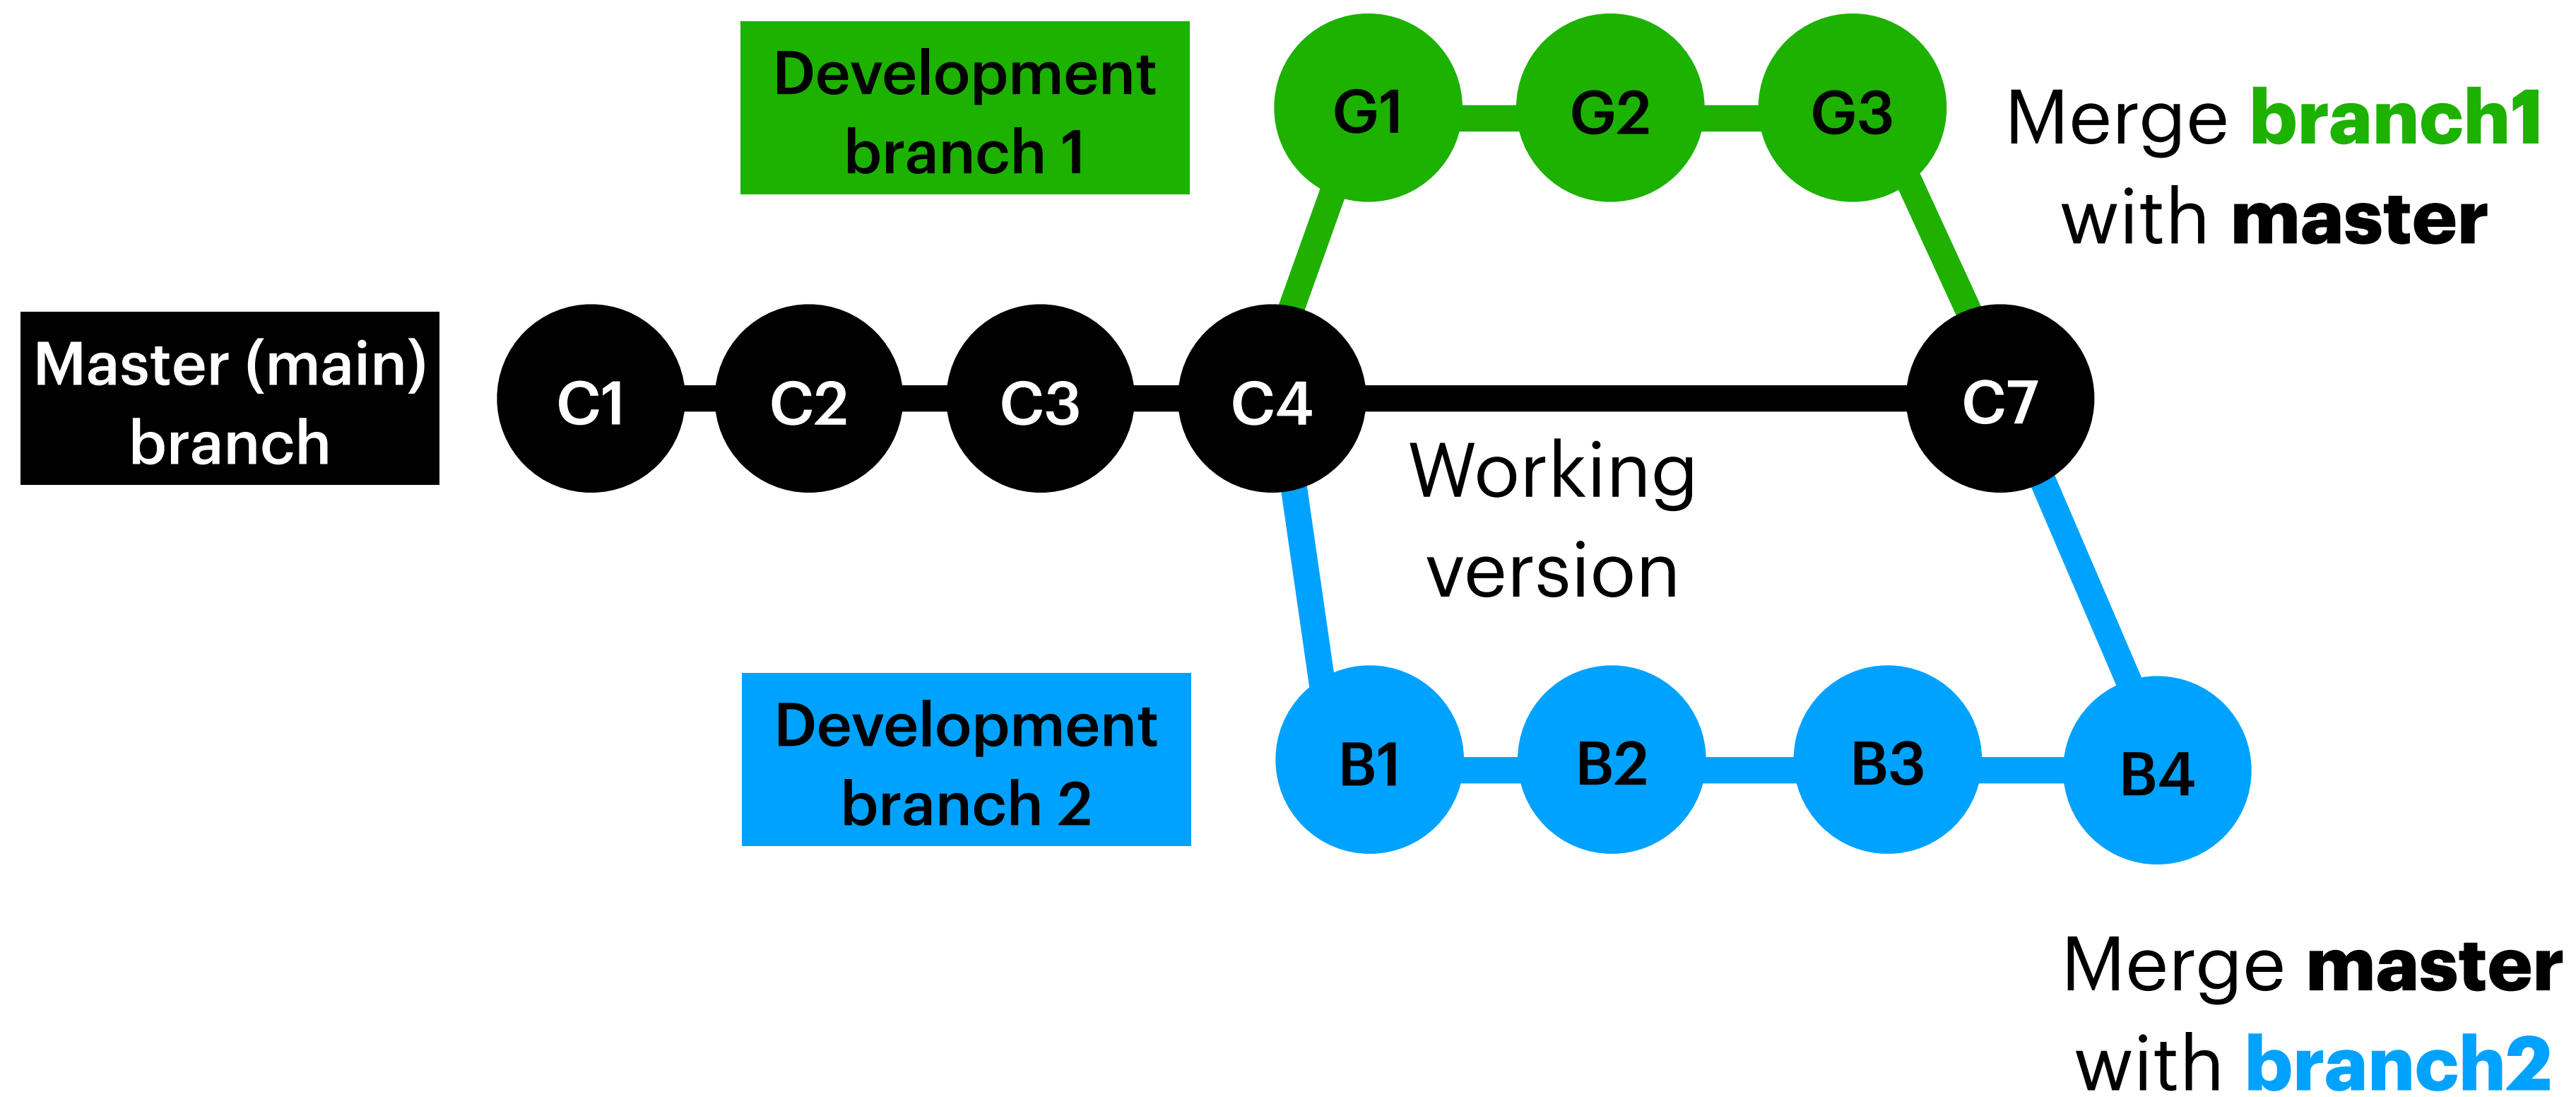 Development
branch 1
G1
G2
G3
Merge branch1
with master
Master (main)
branch
C1
C2
C3
C4
C7
Working
version
Development
branch 2
B1
B2
B3
B4
Merge master
with branch2